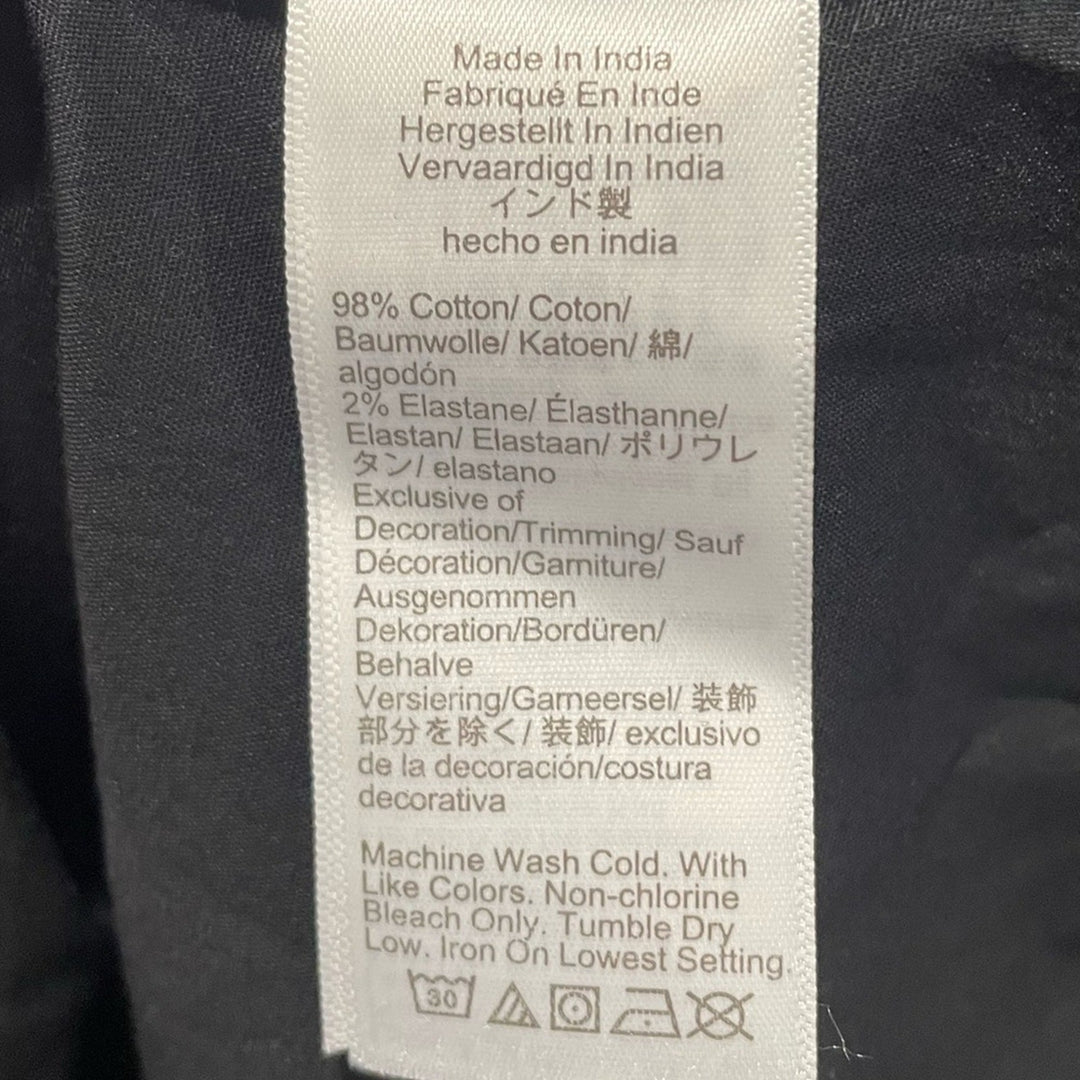 Made In India
Fabriqué En Inde
Hergestellt In Indien
Vervaardigd In India
インド製
hecho en india
98% Cotton/ Coton/
Baumwolle/ Katoen/ 綿/
algodón
2% Elastane/ Élasthanne/
Elastan/ Elastaan/ ポリウレ
タン/ elastano
Exclusive of
Decoration/Trimming/ Sauf
Décoration/Garniture/
Ausgenommen
Dekoration/Bordüren/
Behalve
Versiering/Garneersel/ 装飾
部分を除く/ 装飾/ exclusivo
de la decoración/costura
decorativa
Machine Wash Cold. With
Like Colors. Non-chlorine
Bleach Only. Tumble Dry
Low. Iron On Lowest Setting.
30